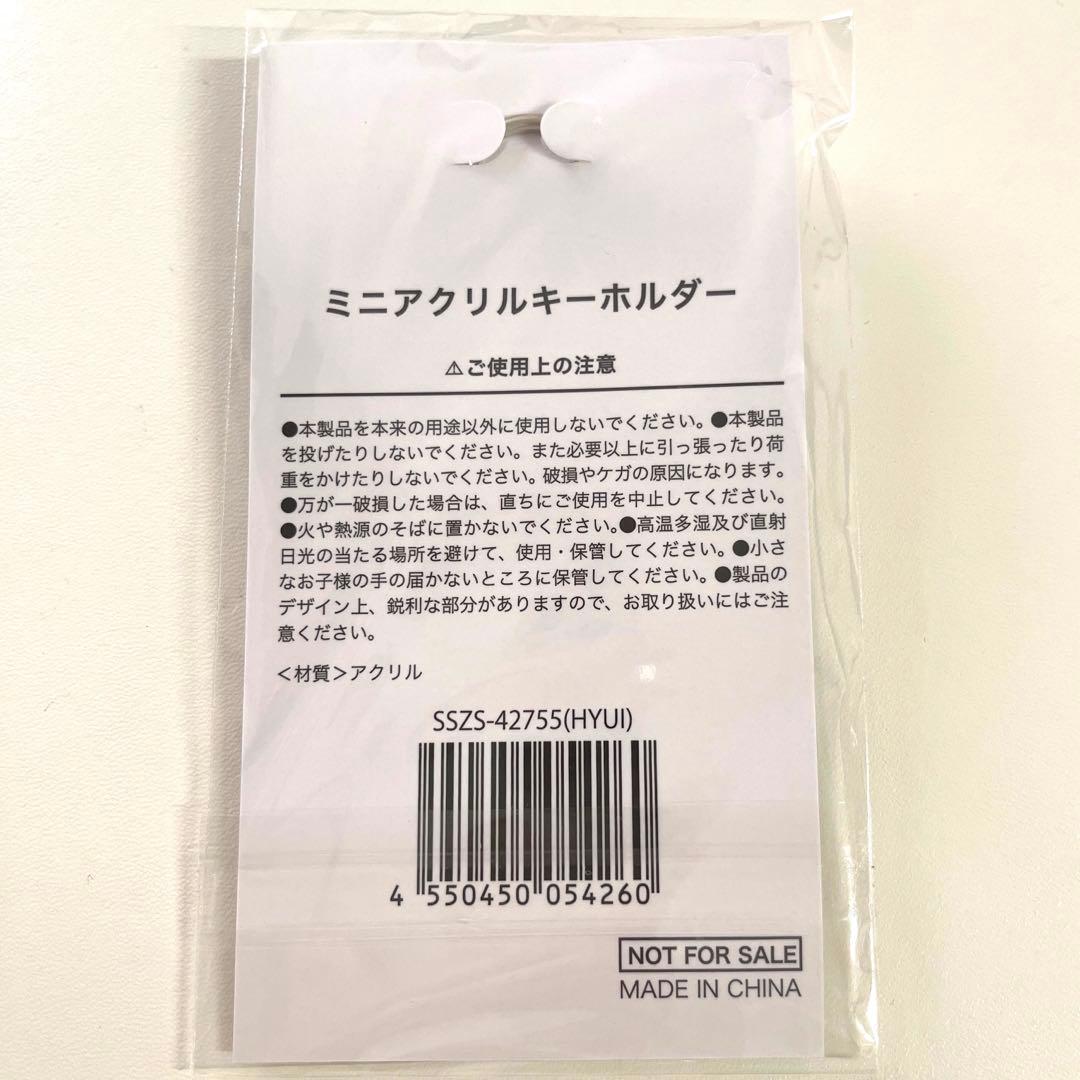 ミニアクリルキーホルダー
⚠ご使用上の注意
●本製品を本来の用途以外に使用しないでください。●本製品
を投げたりしないでください。また必要以上に引っ張ったり荷
重をかけたりしないでください。破損やケガの原因になります。
●万が一破損した場合は、直ちにご使用を中止してください。
●火や熱源のそばに置かないでください。●高温多湿及び直射
日光の当たる場所を避けて、使用・保管してください。●小さ
なお子様の手の届かないところに保管してください。●製品の
デザイン上、鋭利な部分がありますので、お取り扱いにはご注
意ください。
＜材質＞アクリル
SSZS-42755(HYUI)
4 550450 054260
NOT FOR SALE
MADE IN CHINA